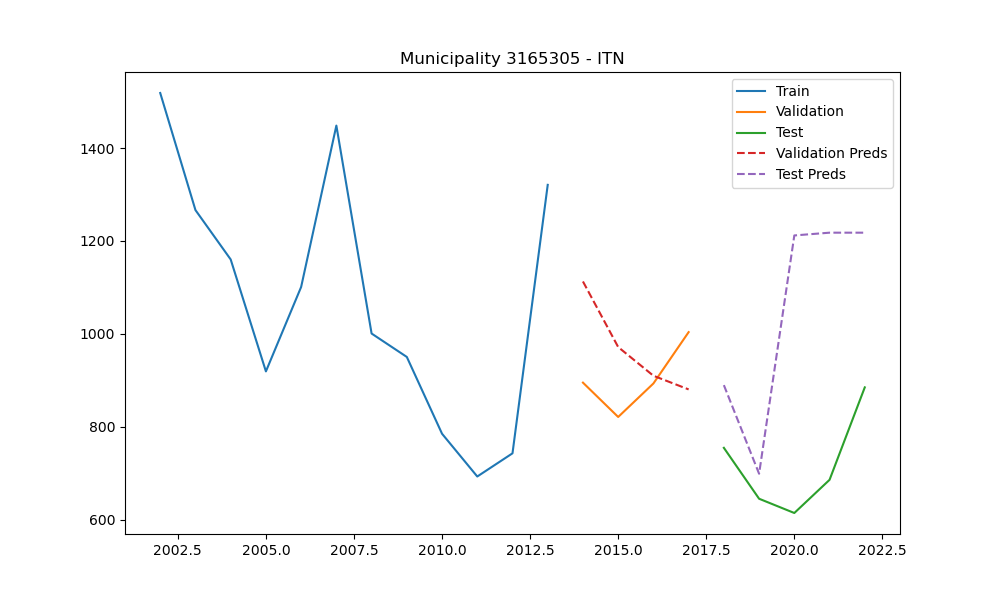 Municipality 3165305 - ITN
Train
Validation
Test
Validation Preds
Test Preds
1400
1200
1000
800
600
2002.5 2005.0 2007.5 2010.0 2012.5 2015.0 2017.5 2020.0 2022.5